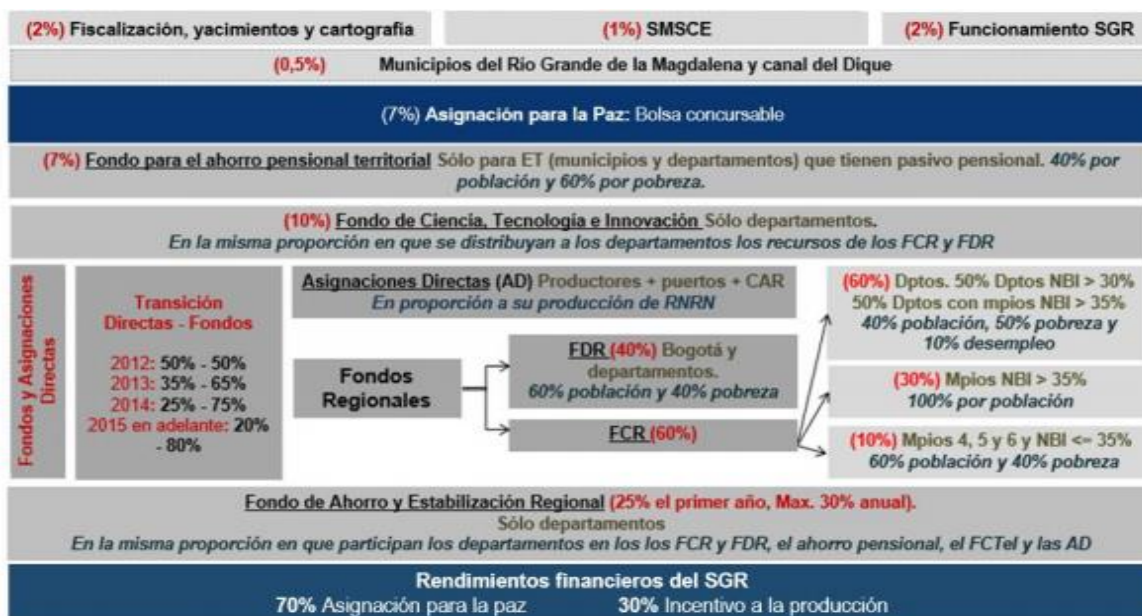 (2%) Fiscalización, yacimientos y cartografía
(1%) SMSCE
(2%) Funcionamiento SGR
(0,5%) Municipios del Río Grande de la Magdalena y canal del Dique
(7%) Asignación para la Paz: Bolsa concursable
(7%) Fondo para el ahorro pensional territorial Sólo para ET (municipios y departamentos) que tienen pasivo pensional. 40% por
población y 60% por pobreza.
(10%) Fondo de Ciencia, Tecnología e Innovación Sólo departamentos.
En la misma proporción en que se distribuyan a los departamentos los recursos de los FCR y FDR
Fondos y Asignaciones
Directas
Transición
Directas - Fondos
2012: 50% - 50%
2013: 35% - 65%
2014: 25% - 75%
2015 en adelante: 20%
- 80%
Asignaciones Directas (AD) Productores + puertos + CAR
En proporción a su producción de RNRN
Fondos
Regionales
FDR (40%) Bogotá y
departamentos.
60% población y 40% pobreza
FCR (60%)
(60%) Dptos. 50% Dptos NBI > 30%
50% Dptos con mpios NBI > 35%
40% población, 50% pobreza y
10% desempleo
(30%) Mpios NBI > 35%
100% por población
(10%) Mpios 4, 5 y 6 y NBI <= 35%
60% población y 40% pobreza
Fondo de Ahorro y Estabilización Regional (25% el primer año, Max. 30% anual).
Sólo departamentos
En la misma proporción en que participan los departamentos en los los FCR y FDR, el ahorro pensional, el FCTeI y las AD
Rendimientos financieros del SGR
70% Asignación para la paz 30% Incentivo a la producción